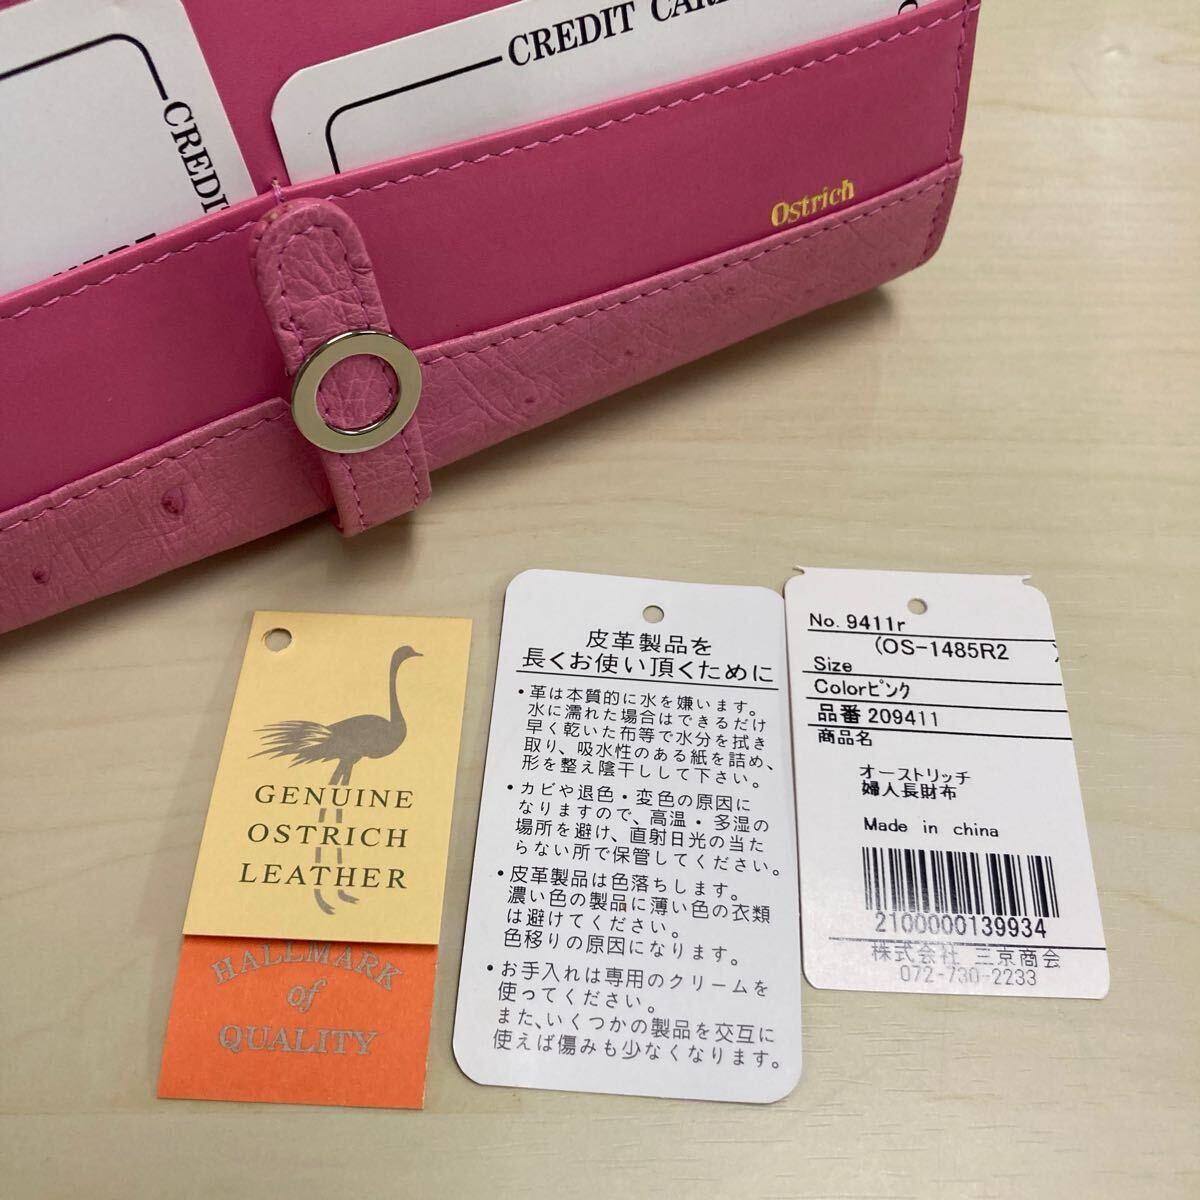 CREDIT CAR
CREDI
Ostrich
GENUINE
OSTRICH
LEATHER
HALLMARK
of
QUALITY
皮革製品を
長くお使い頂くために
・革は本質的に水を嫌います。
水に濡れた場合はできるだけ
早く乾いた布等で水分を拭き
取り、吸水性のある紙を詰め、
形を整え陰干しして下さい。
・カビや退色・変色の原因に
なりますので、高温・多湿の
場所を避け、直射日光の当た
らない所で保管してください。
・皮革製品は色落ちします。
濃い色の製品に薄い色の衣類
は避けてください。
色移りの原因になります。
・お手入れは専用のクリームを
使ってください。
また、いくつかの製品を交互に
使えば傷みも少なくなります。
No. 9411r
(OS-1485R2 )
Size
Colorピンク
品番 209411
商品名
オーストリッチ
婦人長財布
Made in china
2100000139934
株式会社 三京商会
072-730-2233